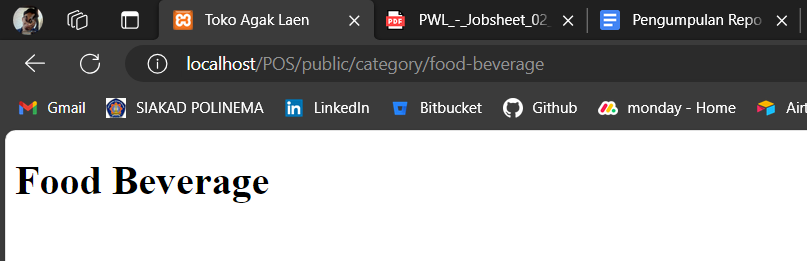 Toko Agak Laen PWL_-_Jobsheet_02_ Pengumpulan Repo
localhost/POS/public/category/food-beverage
Gmail SIAKAD POLINEMA LinkedIn Bitbucket Github monday - Home Airt
Food Beverage